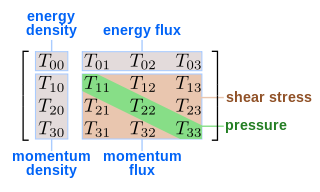 energy
density
energy flux
T₀₀ T₀₁ T₀₂ T₀₃
T₁₀ T₁₁ T₁₂ T₁₃
shear stress
T₂₀ T₂₁ T₂₂ T₂₃
pressure
T₃₀ T₃₁ T₃₂ T₃₃
momentum
density
momentum
flux